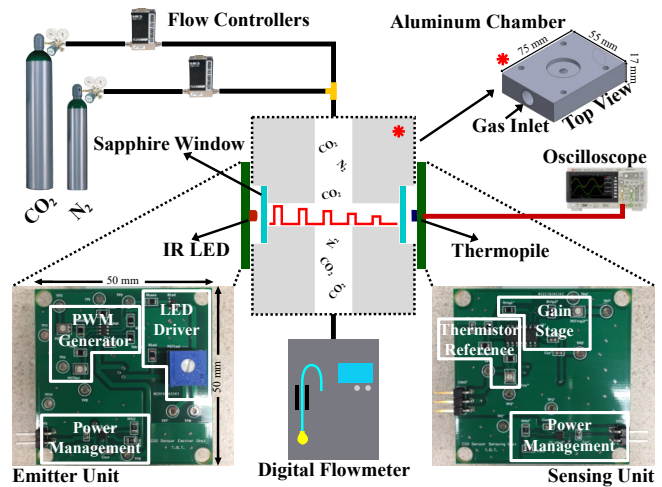 Flow Controllers
Aluminum Chamber
75 mm
55 mm
17 mm
Top View
Gas Inlet
Sapphire Window
CO2
N2
CO2
N2
CO2
N2
CO2
CO2
Oscilloscope
IR LED
Thermopile
50 mm
50 mm
PWM
Generator
LED
Driver
Power
Management
Emitter Unit
Digital Flowmeter
Gain
Stage
Thermistor
Reference
Power
Management
Sensing Unit